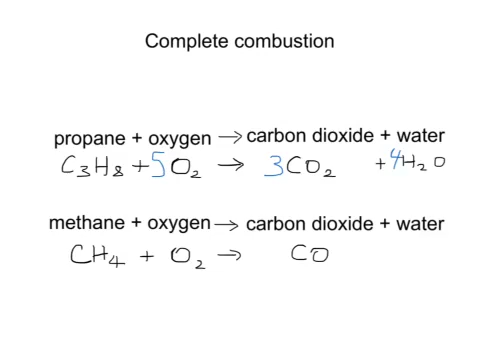 Complete combustion
propane + oxygen → carbon dioxide + water
C₃H₈ + 5O₂ → 3CO₂ + 4H₂O
methane + oxygen → carbon dioxide + water
CH₄ + O₂ → CO